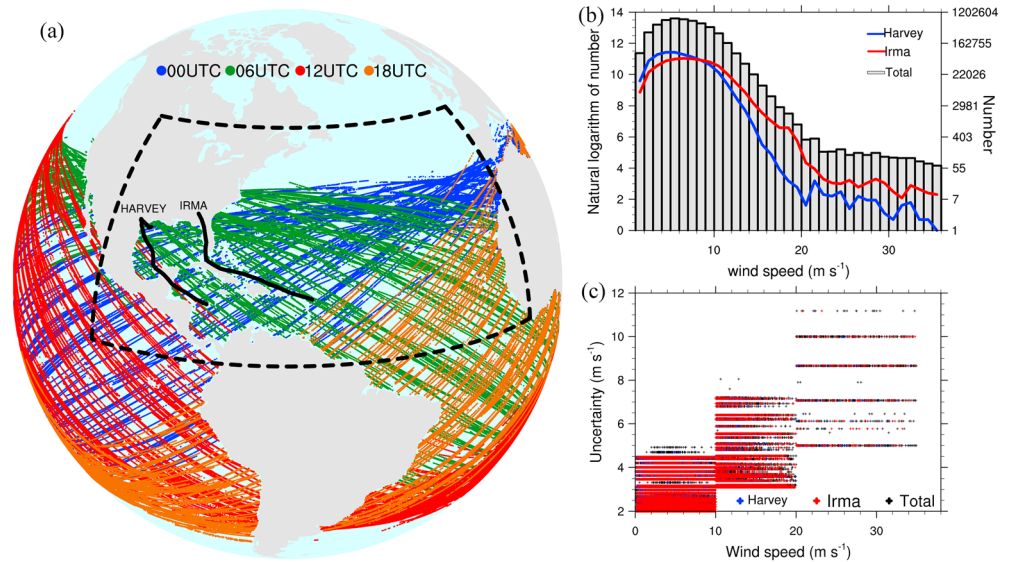 (a)
00UTC 06UTC 12UTC 18UTC
HARVEY
IRMA
(b)
14
12
10
8
6
4
2
0
Natural logarithm of number
10 20 30
wind speed (m s-1)
1202604
162755
22026
2981
403
55
7
1
Number
Harvey
Irma
Total
(c)
12
10
8
6
4
2
Uncertainty (m s-1)
0 10 20 30
Wind speed (m s-1)
Harvey Irma Total